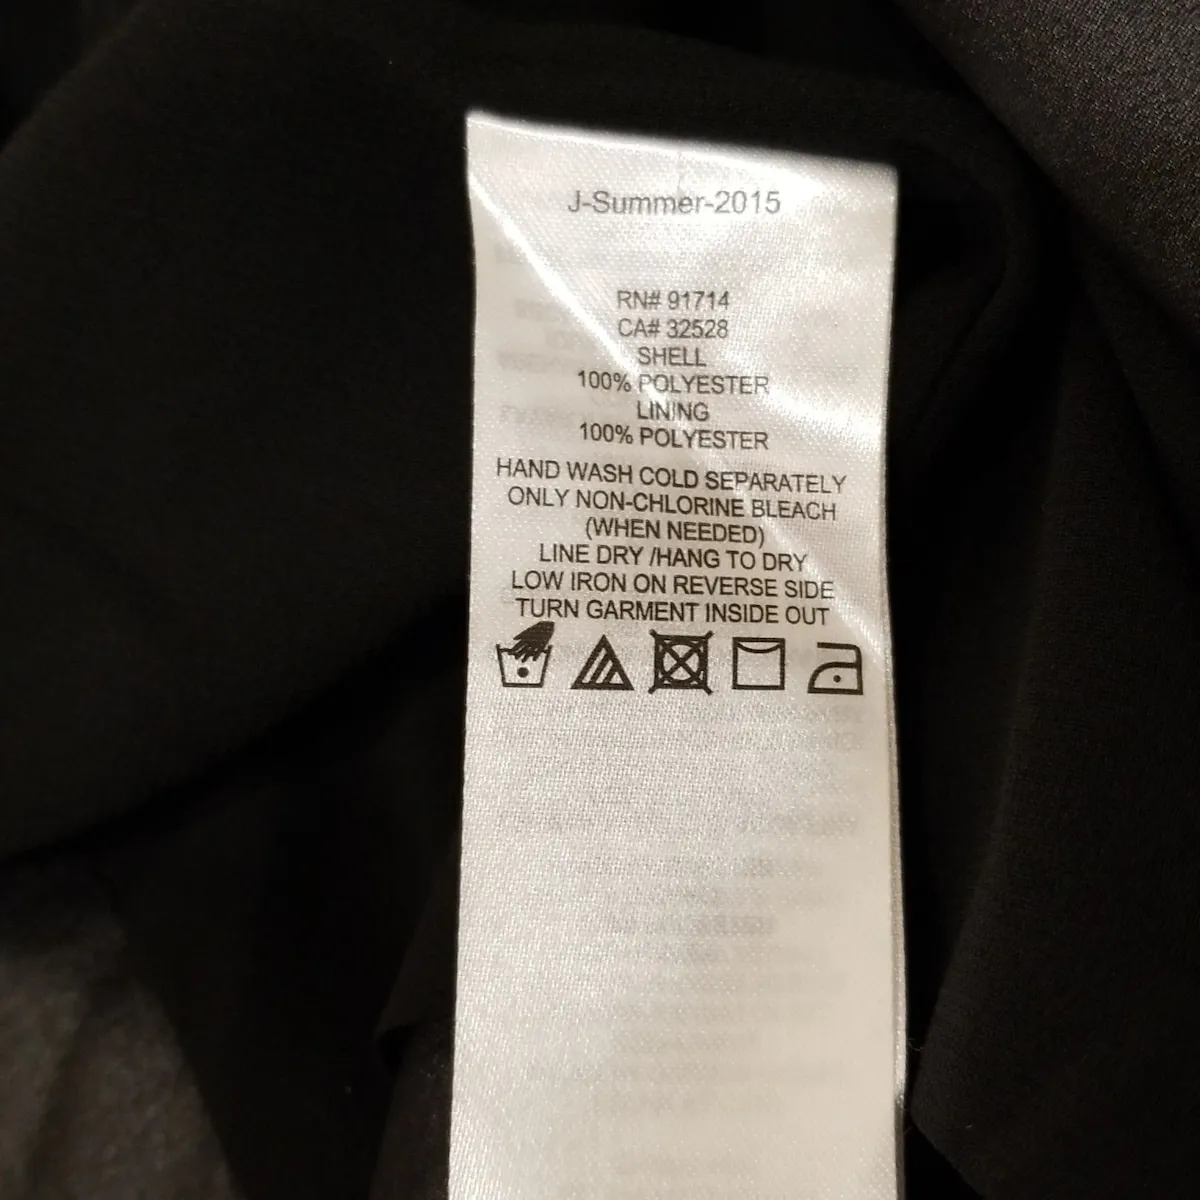 J-Summer-2015
RN# 91714
CA# 32528
SHELL
100% POLYESTER
LINING
100% POLYESTER
HAND WASH COLD SEPARATELY
ONLY NON-CHLORINE BLEACH
(WHEN NEEDED)
LINE DRY /HANG TO DRY
LOW IRON ON REVERSE SIDE
TURN GARMENT INSIDE OUT